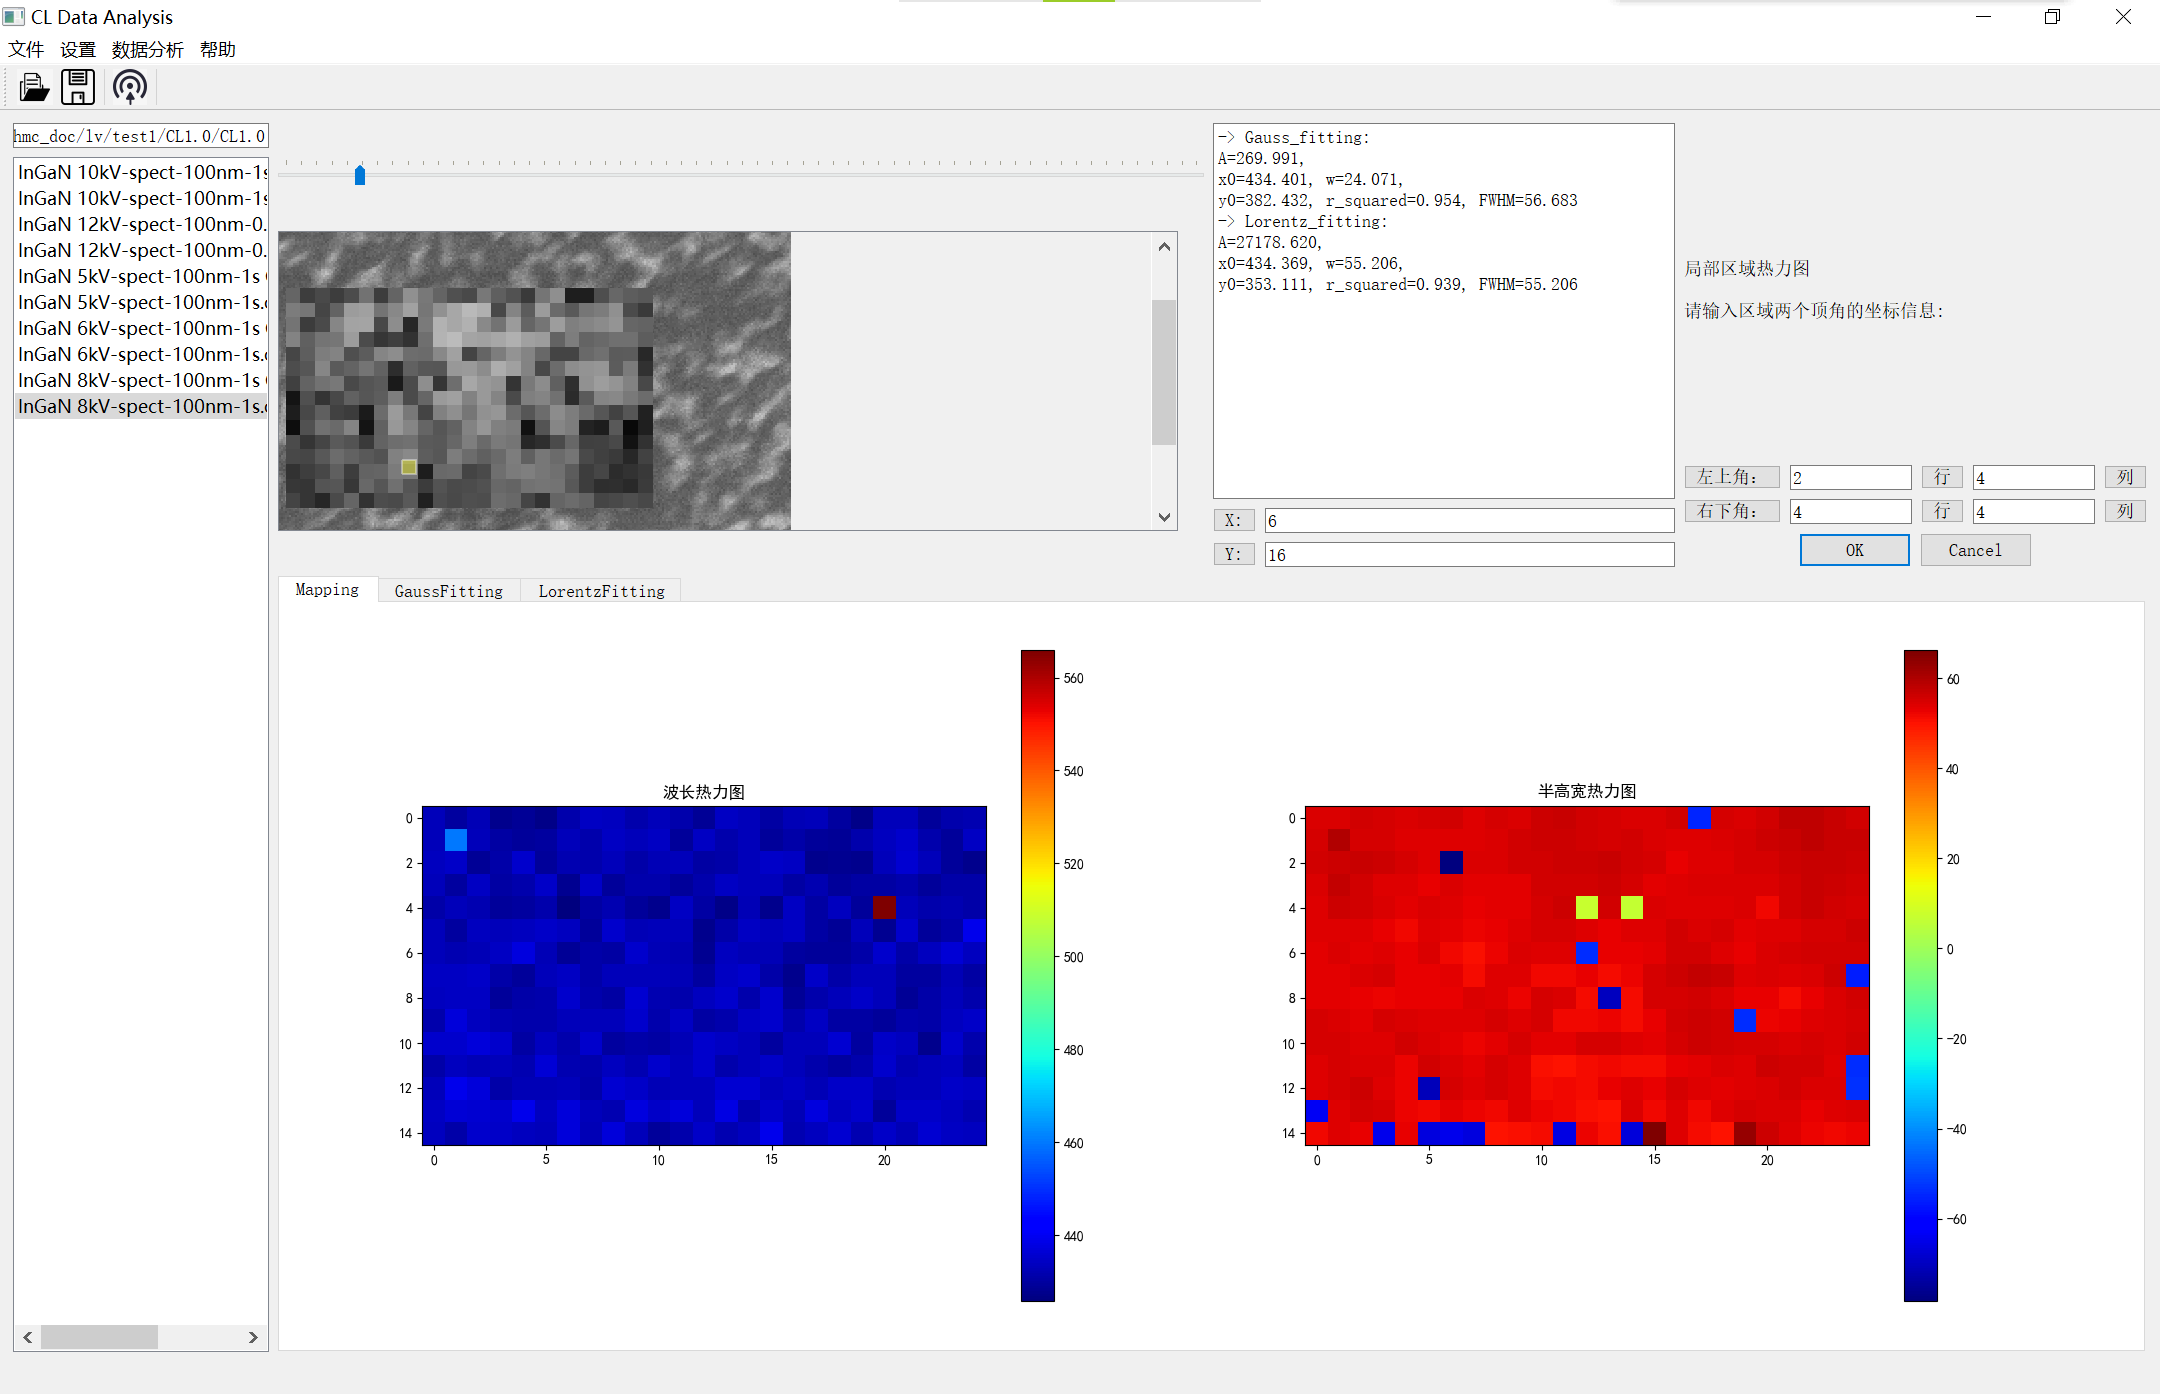 CL Data Analysis
文件 设置 数据分析 帮助
hmc_doc/lv/test1/CL1.0/CL1.0
InGaN 10kV-spect-100nm-1s
InGaN 10kV-spect-100nm-1s
InGaN 12kV-spect-100nm-0.
InGaN 12kV-spect-100nm-0.
InGaN 5kV-spect-100nm-1s
InGaN 5kV-spect-100nm-1s.
InGaN 6kV-spect-100nm-1s
InGaN 6kV-spect-100nm-1s.
InGaN 8kV-spect-100nm-1s
InGaN 8kV-spect-100nm-1s.
-> Gauss_fitting:
A=269.991,
x0=434.401, w=24.071,
y0=382.432, r_squared=0.954, FWHM=56.683
-> Lorentz_fitting:
A=27178.620,
x0=434.369, w=55.206,
y0=353.111, r_squared=0.939, FWHM=55.206
X: 6
Y: 16
局部区域热力图
请输入区域两个顶角的坐标信息:
左上角: 2 行 4 列
右下角: 4 行 4 列
OK Cancel
Mapping GaussFitting LorentzFitting
波长热力图
0
2
4
6
8
10
12
14
0 5 10 15 20
560
540
520
500
480
460
440
半高宽热力图
0
2
4
6
8
10
12
14
0 5 10 15 20
60
40
20
0
-20
-40
-60